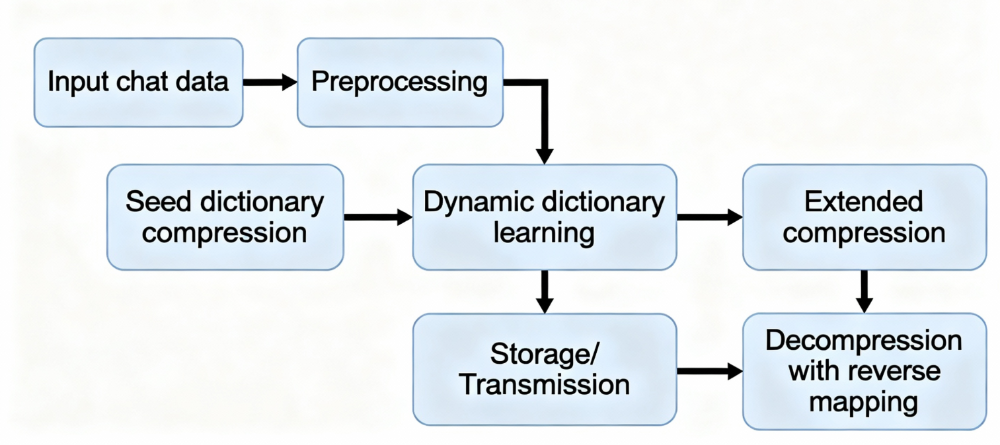 Input chat data
Preprocessing
Seed dictionary
compression
Dynamic dictionary
learning
Extended
compression
Storage/
Transmission
Decompression
with reverse
mapping